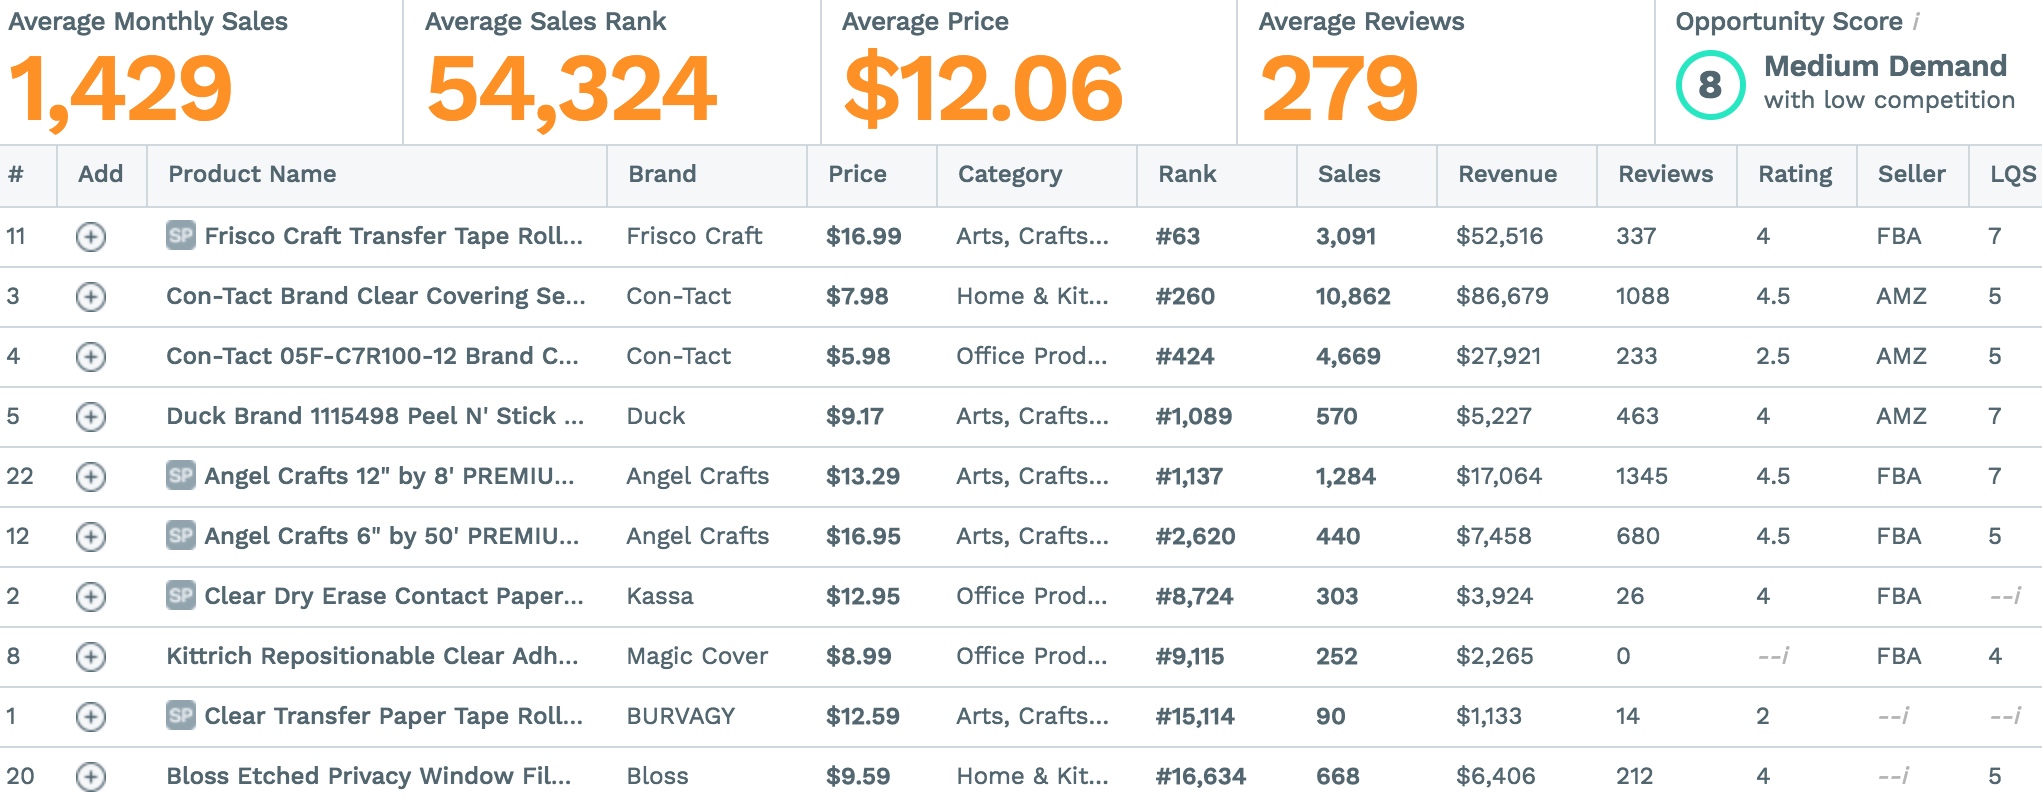 Average Monthly Sales Average Sales Rank Average Price Average Reviews Opportunity Score i
1,429 54,324 $12.06 279 8 Medium Demand
with low competition
# Add Product Name Brand Price Category Rank Sales Revenue Reviews Rating Seller LQS
11 SP Frisco Craft Transfer Tape Roll... Frisco Craft $16.99 Arts, Crafts... #63 3,091 $52,516 337 4 FBA 7
3 Con-Tact Brand Clear Covering Se... Con-Tact $7.98 Home & Kit... #260 10,862 $86,679 1088 4.5 AMZ 5
4 Con-Tact 05F-C7R100-12 Brand C... Con-Tact $5.98 Office Prod... #424 4,669 $27,921 233 2.5 AMZ 5
5 Duck Brand 1115498 Peel N' Stick ... Duck $9.17 Arts, Crafts... #1,089 570 $5,227 463 4 AMZ 7
22 SP Angel Crafts 12" by 8' PREMIU... Angel Crafts $13.29 Arts, Crafts... #1,137 1,284 $17,064 1345 4.5 FBA 7
12 SP Angel Crafts 6" by 50' PREMIU... Angel Crafts $16.95 Arts, Crafts... #2,620 440 $7,458 680 4.5 FBA 5
2 SP Clear Dry Erase Contact Paper... Kassa $12.95 Office Prod... #8,724 303 $3,924 26 4 FBA --i
8 Kittrich Repositionable Clear Adh... Magic Cover $8.99 Office Prod... #9,115 252 $2,265 0 --i FBA 4
1 SP Clear Transfer Paper Tape Roll... BURVAGY $12.59 Arts, Crafts... #15,114 90 $1,133 14 2 --i --i
20 Bloss Etched Privacy Window Fil... Bloss $9.59 Home & Kit... #16,634 668 $6,406 212 4 --i 5